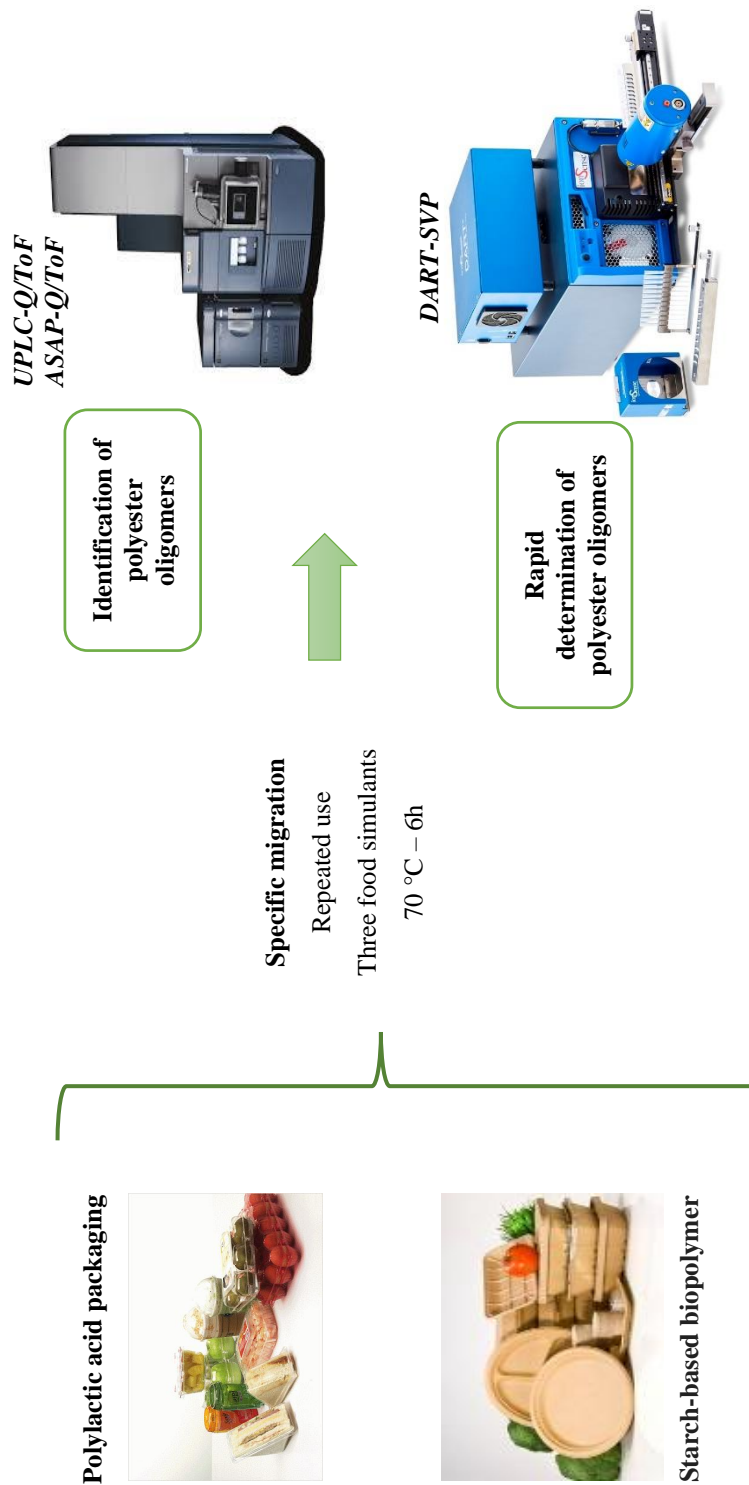 Polylactic acid packaging
Starch-based biopolymer
Specific migration
Repeated use
Three food simulants
70 °C – 6h
Identification of
polyester
oligomers
UPLC-Q/ToF
ASAP-Q/ToF
Rapid
determination of
polyester oligomers
DART-SVP